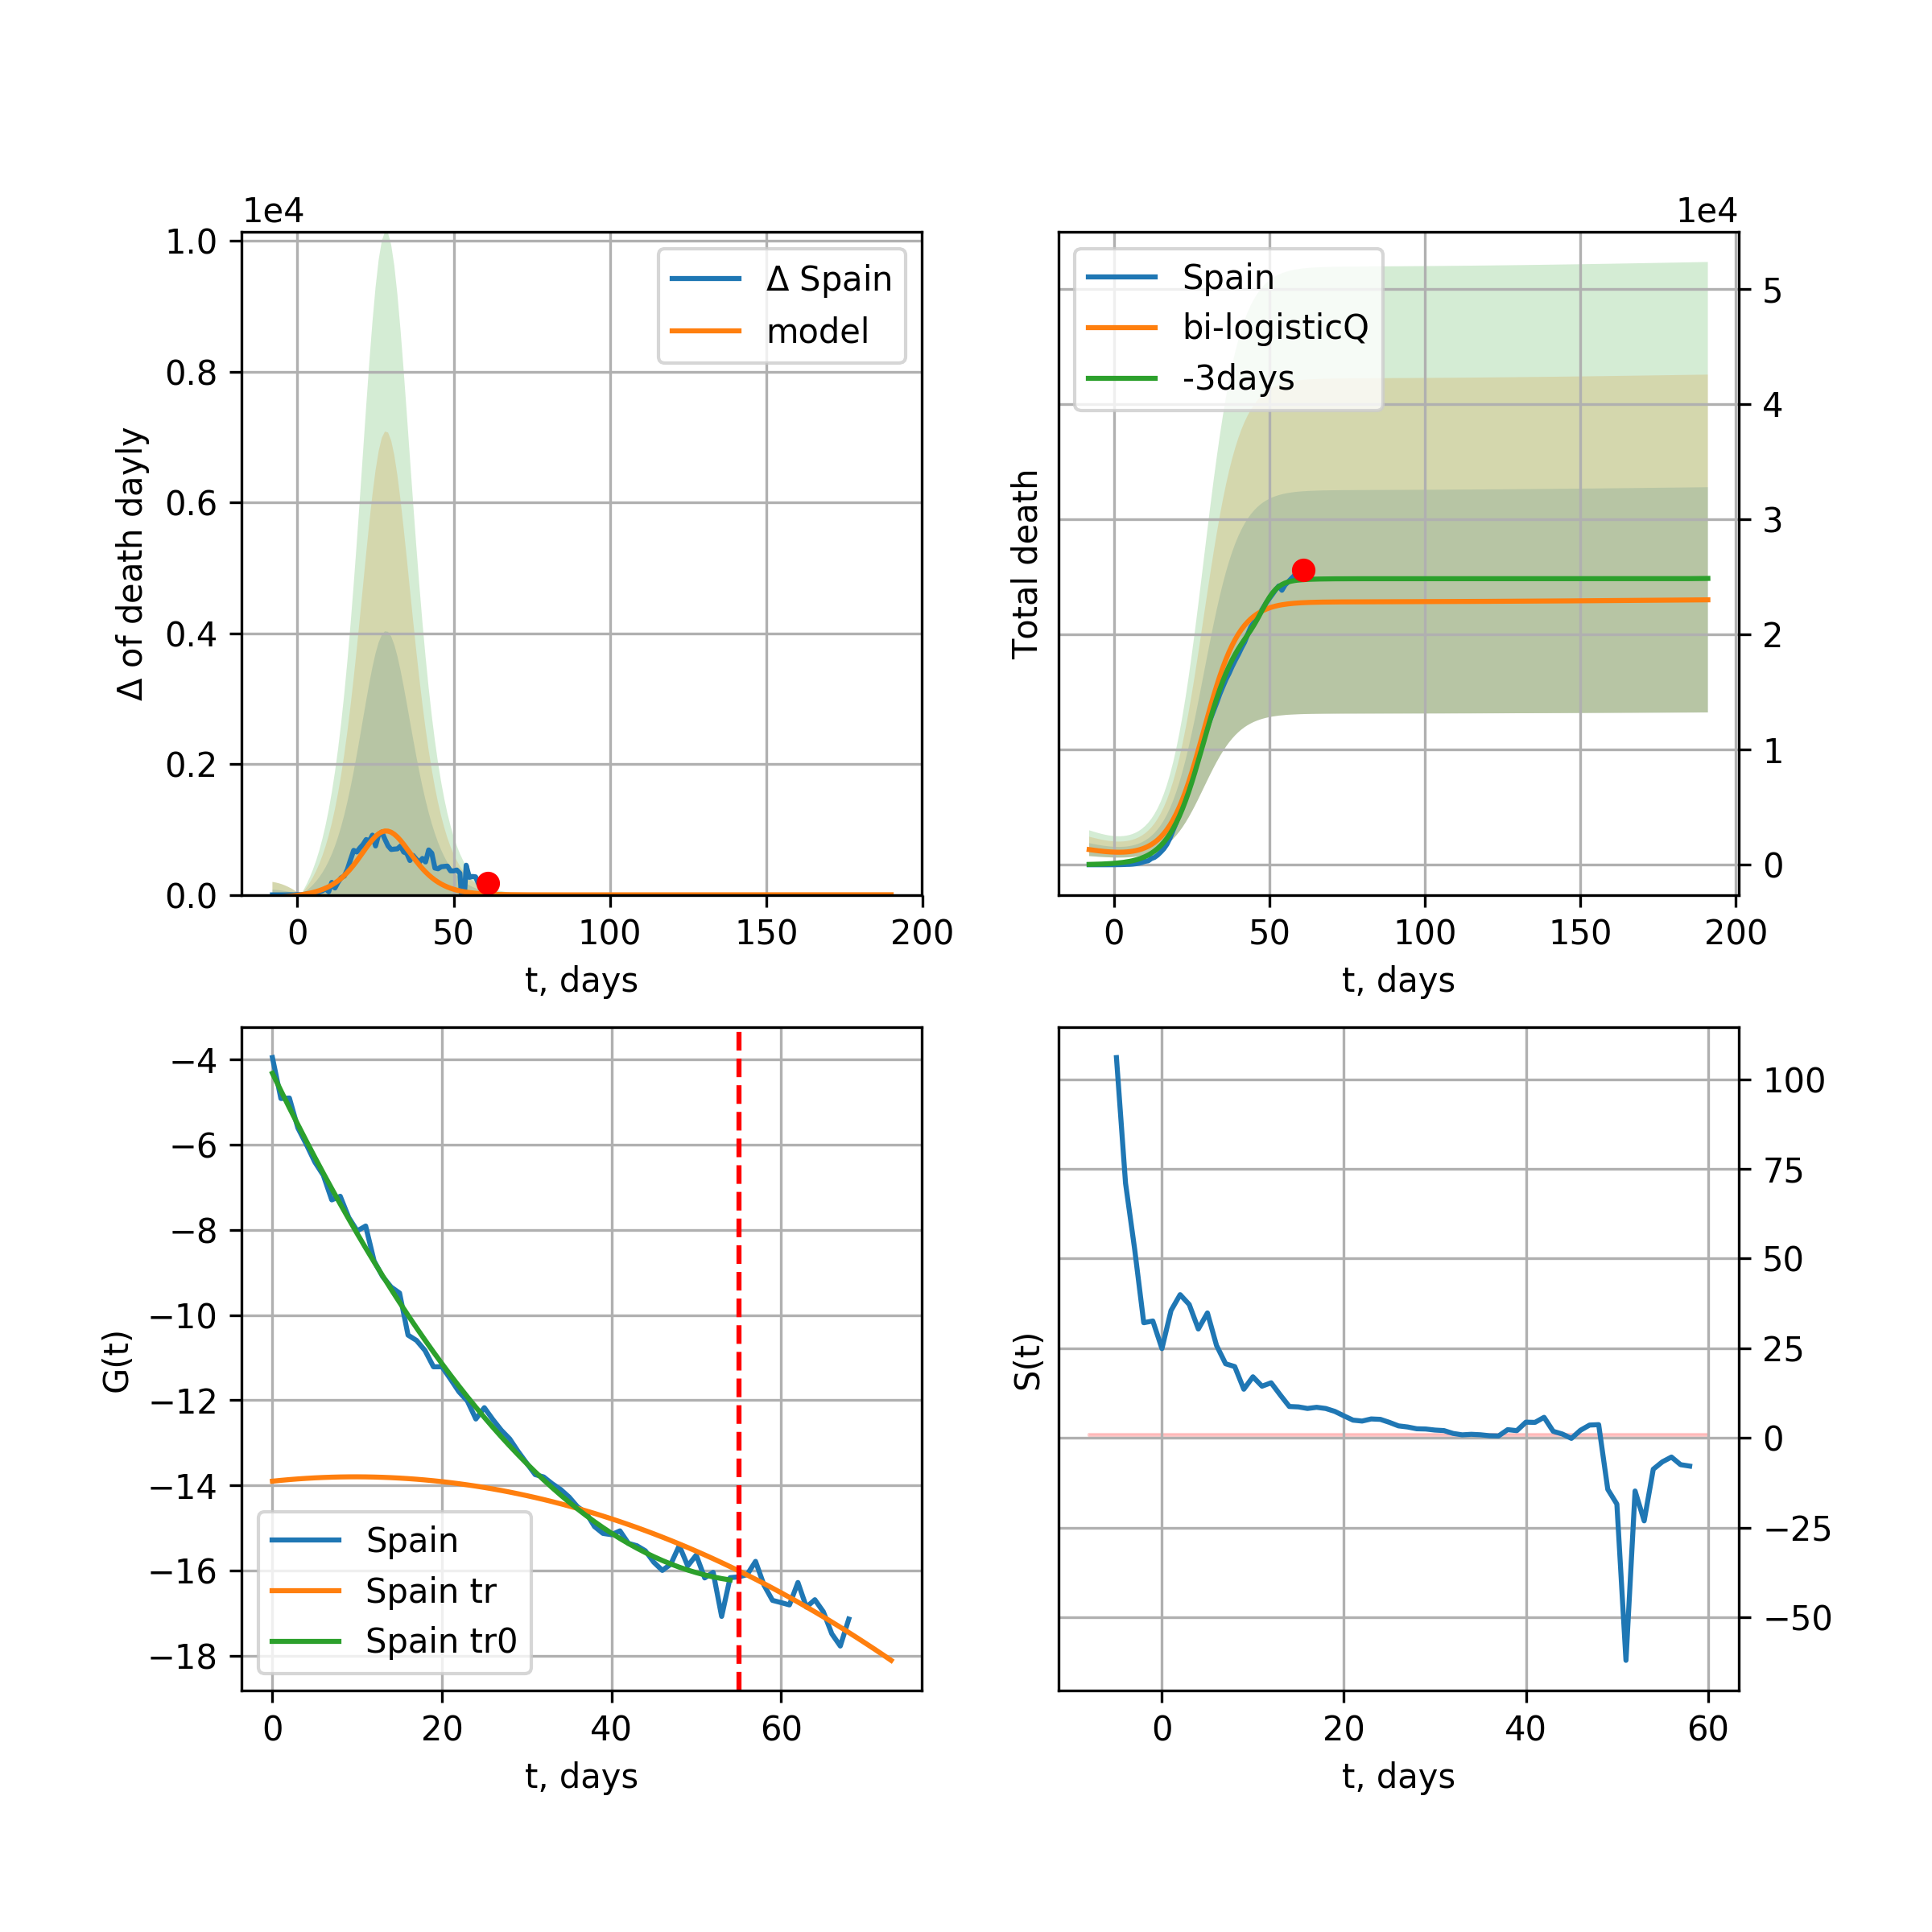 1e4
1.0
0.8
0.6
0.4
0.2
0.0
Δ of death dayly
Δ Spain
model
0 50 100 150 200
t, days
1e4
Total death
Spain
bi-logisticQ
-3days
5
4
3
2
1
0
0 50 100 150 200
t, days
−4
−6
−8
−10
−12
−14
−16
−18
G(t)
Spain
Spain tr
Spain tr0
0 20 40 60
t, days
S(t)
100
75
50
25
0
−25
−50
0 20 40 60
t, days